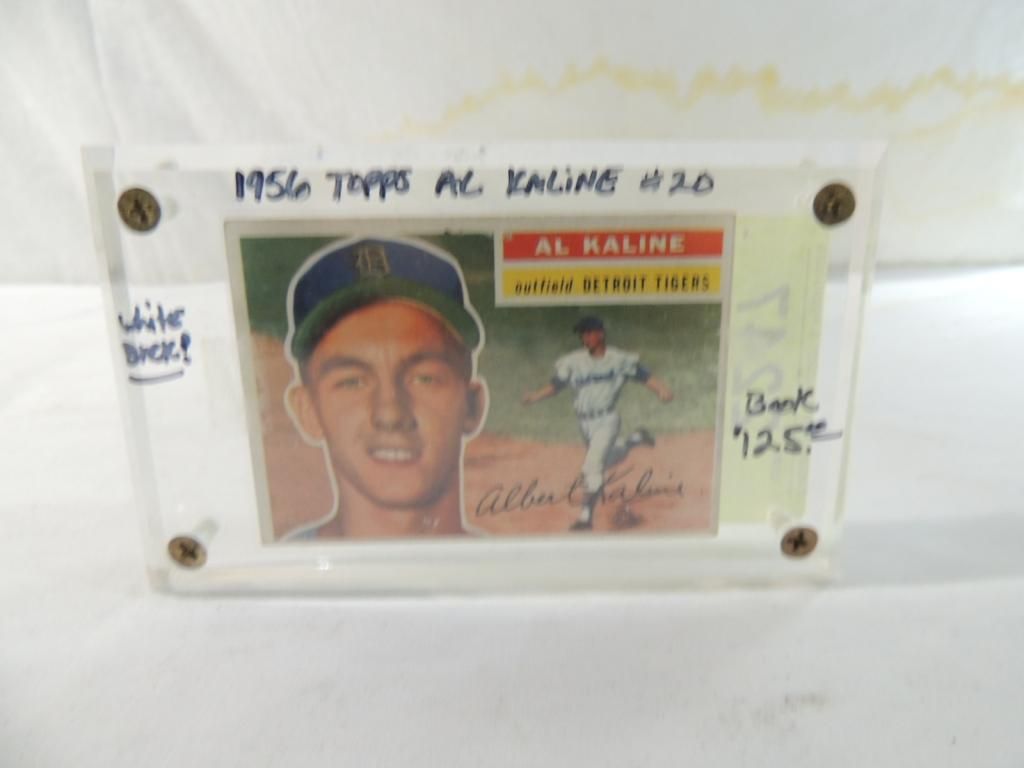 1956 TOPPS AL KALINE #20
AL KALINE
outfield DETROIT TIGERS
White
BACK!
Book
$125.00
Albert Kaline